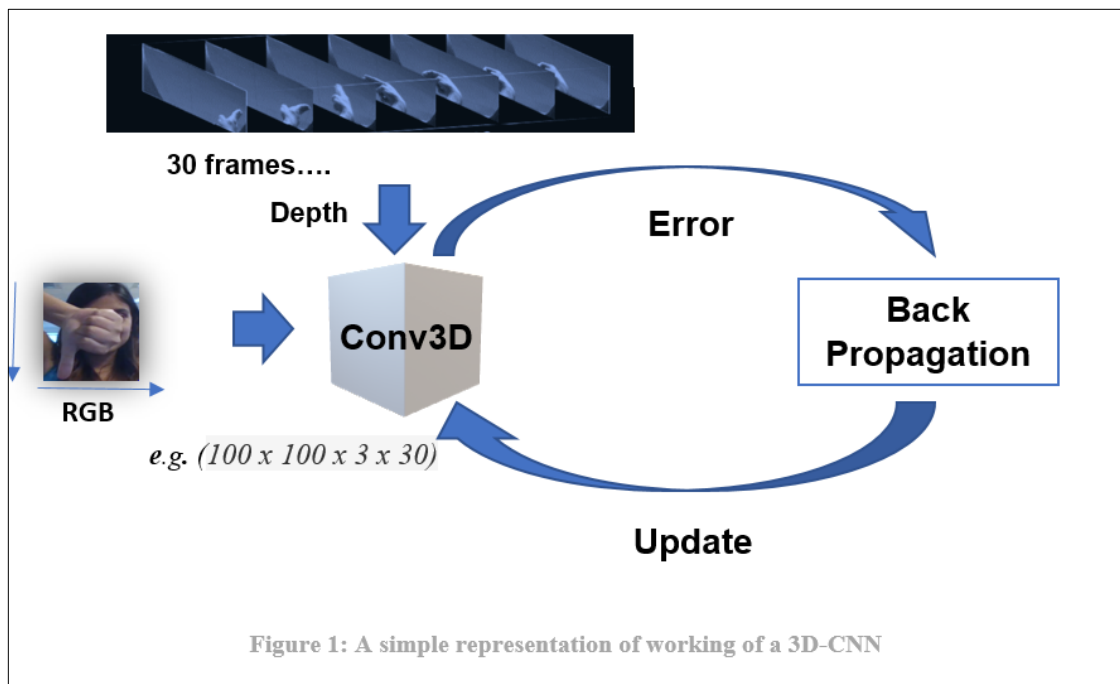 30 frames....
Depth
Error
Conv3D
Back
Propagation
RGB
e.g. (100 x 100 x 3 x 30)
Update
Figure 1: A simple representation of working of a 3D-CNN